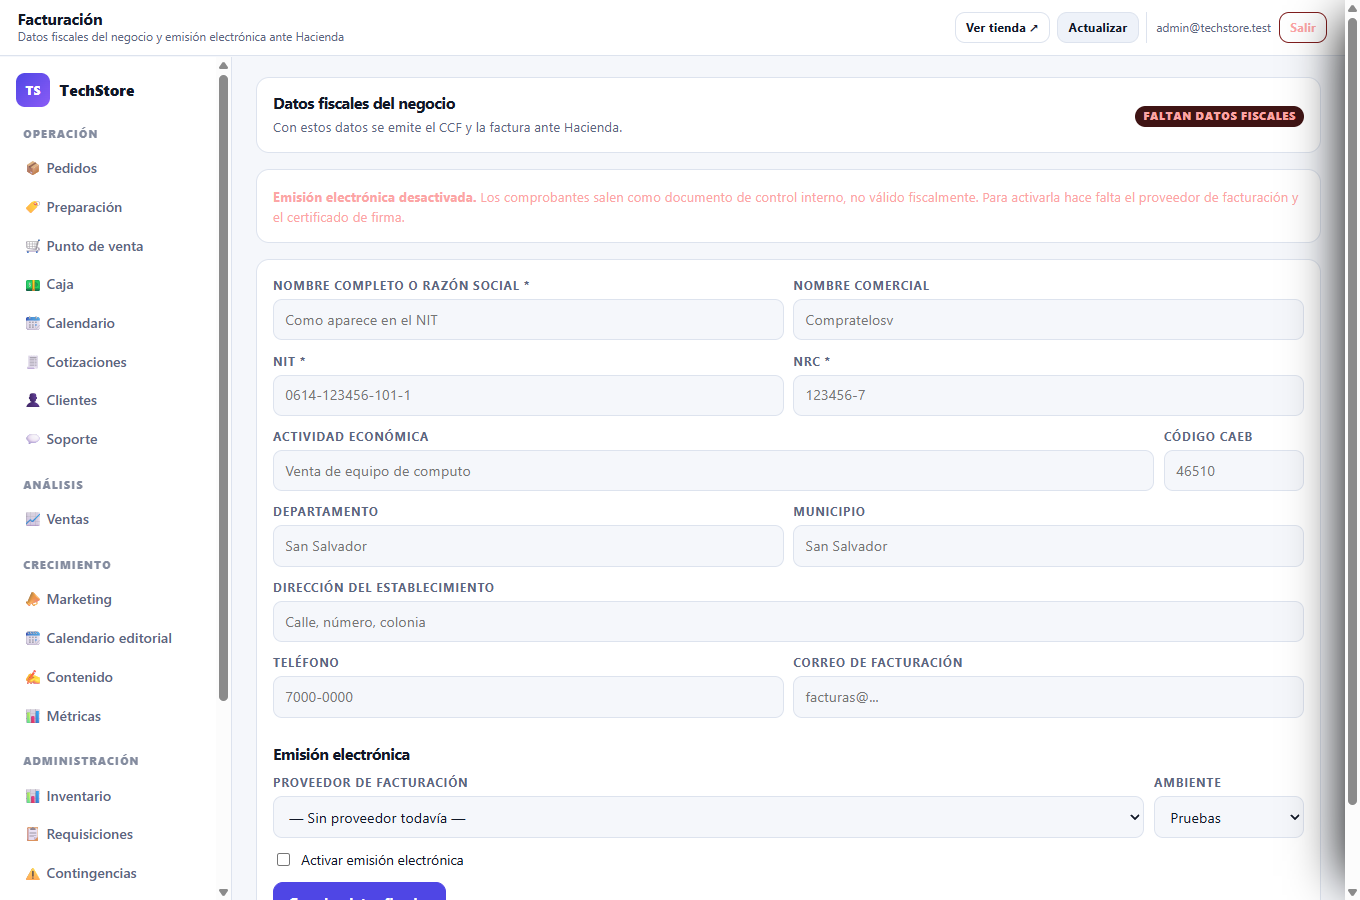 Facturación
Datos fiscales del negocio y emisión electrónica ante Hacienda
Ver tienda ↗
Actualizar
admin@techstore.test
Salir
TS
TechStore
OPERACIÓN
Pedidos
Preparación
Punto de venta
Caja
Calendario
Cotizaciones
Clientes
Soporte
ANÁLISIS
Ventas
CRECIMIENTO
Marketing
Calendario editorial
Contenido
Métricas
ADMINISTRACIÓN
Inventario
Requisiciones
Contingencias
Datos fiscales del negocio
Con estos datos se emite el CCF y la factura ante Hacienda.
FALTAN DATOS FISCALES
Emisión electrónica desactivada. Los comprobantes salen como documento de control interno, no válido fiscalmente. Para activarla hace falta el proveedor de facturación y
el certificado de firma.
NOMBRE COMPLETO O RAZÓN SOCIAL *
Como aparece en el NIT
NOMBRE COMERCIAL
Compratelosv
NIT *
0614-123456-101-1
NRC *
123456-7
ACTIVIDAD ECONÓMICA
Venta de equipo de computo
CÓDIGO CAEB
46510
DEPARTAMENTO
San Salvador
MUNICIPIO
San Salvador
DIRECCIÓN DEL ESTABLECIMIENTO
Calle, número, colonia
TELÉFONO
7000-0000
CORREO DE FACTURACIÓN
facturas@...
Emisión electrónica
PROVEEDOR DE FACTURACIÓN
— Sin proveedor todavía —
AMBIENTE
Pruebas
Activar emisión electrónica